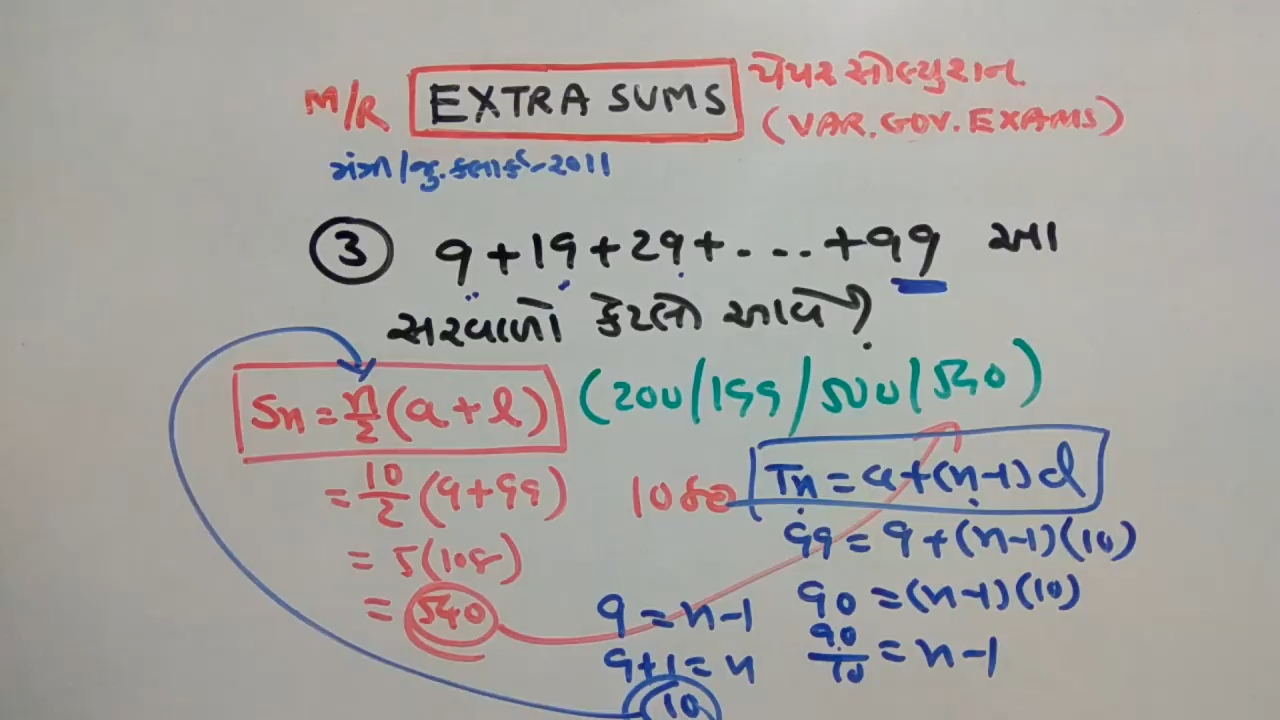 M/R EXTRA SUMS પેપર સોલ્યુશન
(VAR. GOV. EXAMS)
મંત્રી/જુ. ક્લાર્ક-2011
③ 9+19+29+....+99 આ
સરવાળો કેટલો આવે?
(200/199/500/540)
Sn = n/2 (a + l)
= 10/2 (9+99)
= 5(108)
= 540
108
Tn = a+(n-1)d
99 = 9+(n-1)(10)
90 = (n-1)(10)
90/10 = n-1
9 = n-1
9+1 = n
10